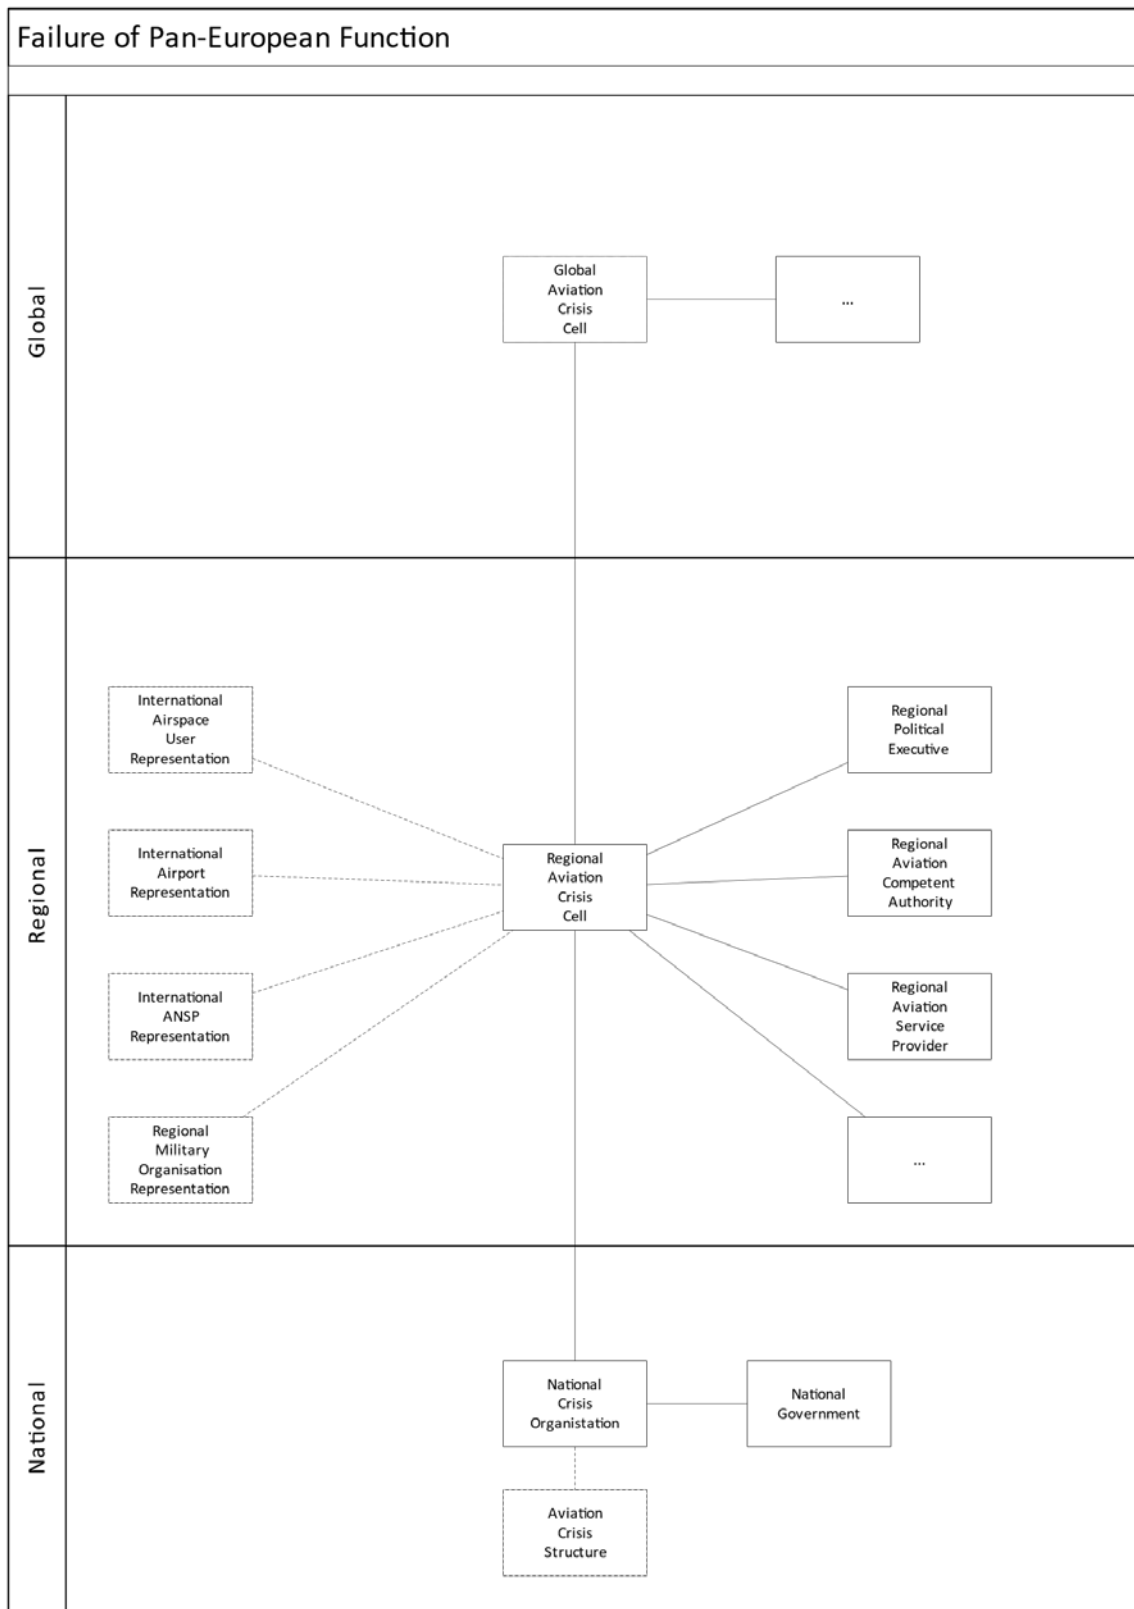 Failure of Pan-European Function
Global
Global
Aviation
Crisis
Cell
...
Regional
International
Airspace
User
Representation
Regional
Political
Executive
International
Airport
Representation
Regional
Aviation
Crisis
Cell
Regional
Aviation
Competent
Authority
International
ANSP
Representation
Regional
Aviation
Service
Provider
Regional
Military
Organisation
Representation
...
National
National
Crisis
Organistation
National
Government
Aviation
Crisis
Structure